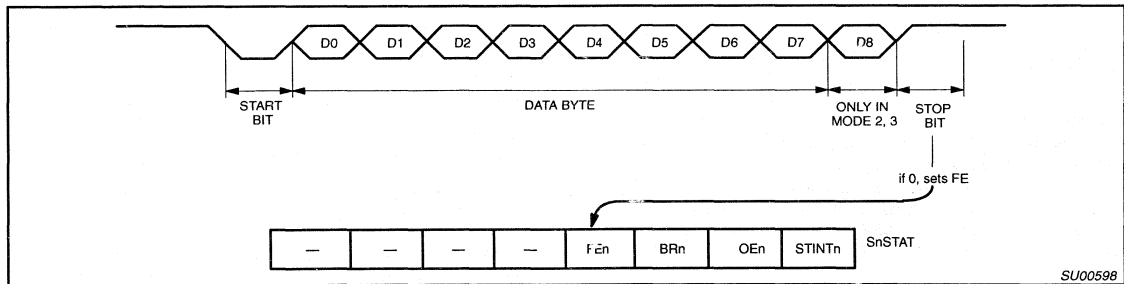 D0 D1 D2 D3 D4 D5 D6 D7 D8
START
BIT
DATA BYTE
ONLY IN
MODE 2, 3
STOP
BIT
if 0, sets FE
— — — — FEn BRn OEn STINTn SnSTAT
SU00598